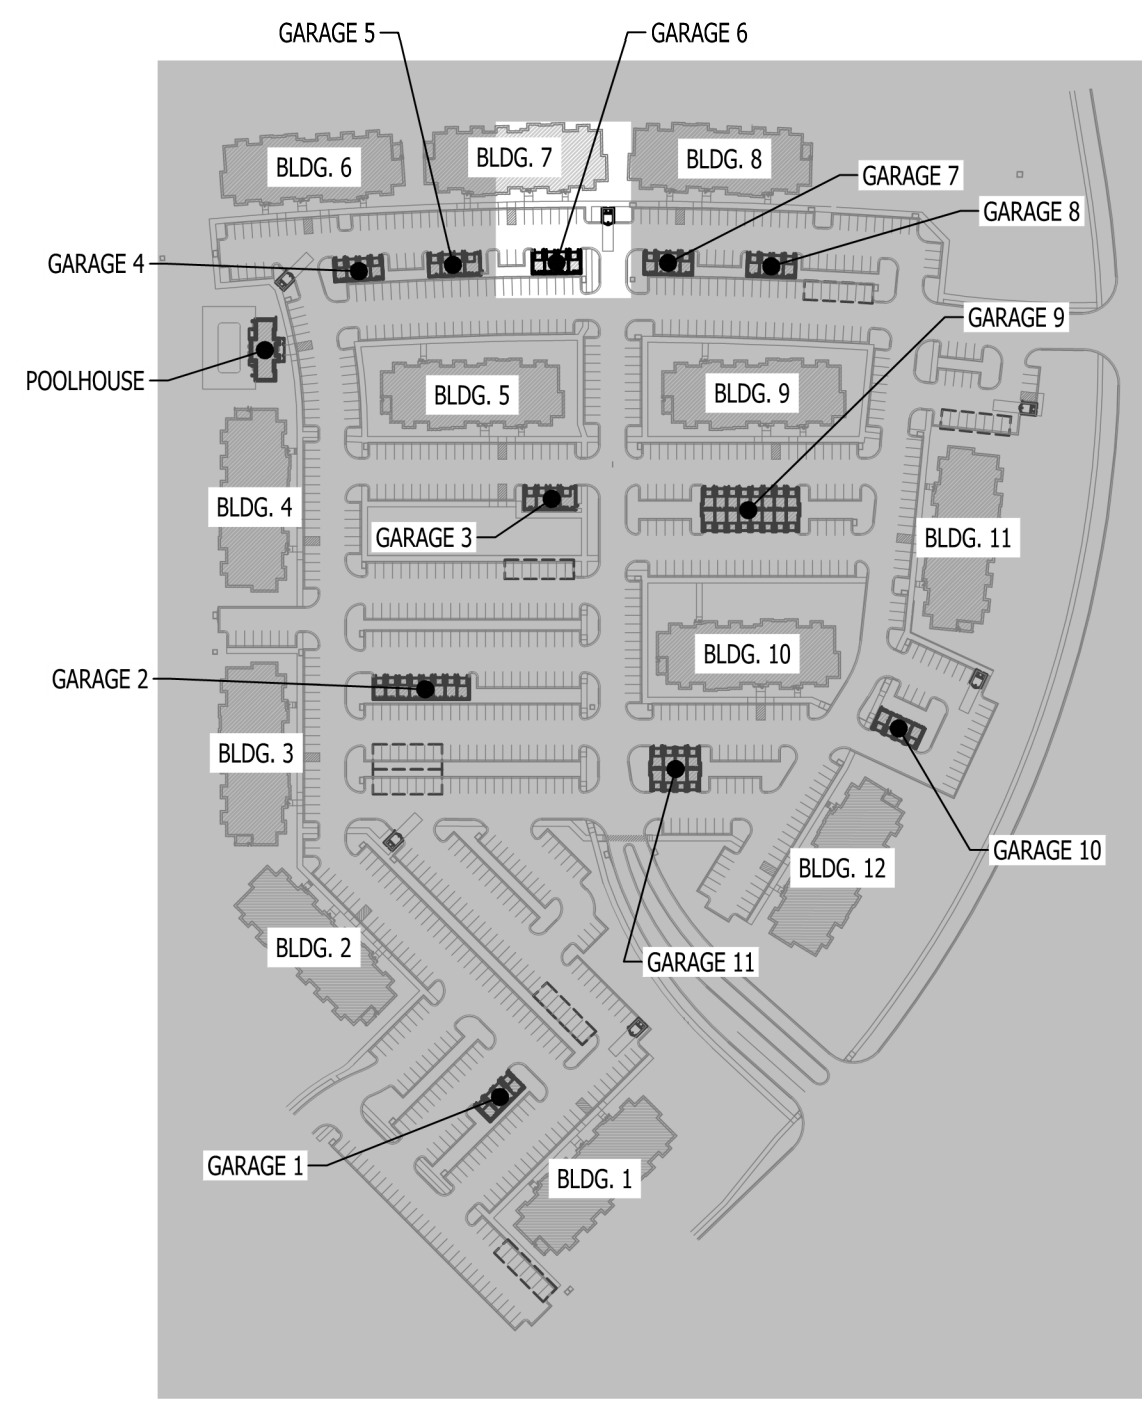 GARAGE 5
GARAGE 6
BLDG. 6
BLDG. 7
BLDG. 8
GARAGE 7
GARAGE 8
GARAGE 4
GARAGE 9
POOLHOUSE
BLDG. 5
BLDG. 9
BLDG. 4
GARAGE 3
BLDG. 11
GARAGE 2
BLDG. 10
BLDG. 3
GARAGE 10
BLDG. 12
BLDG. 2
GARAGE 11
GARAGE 1
BLDG. 1